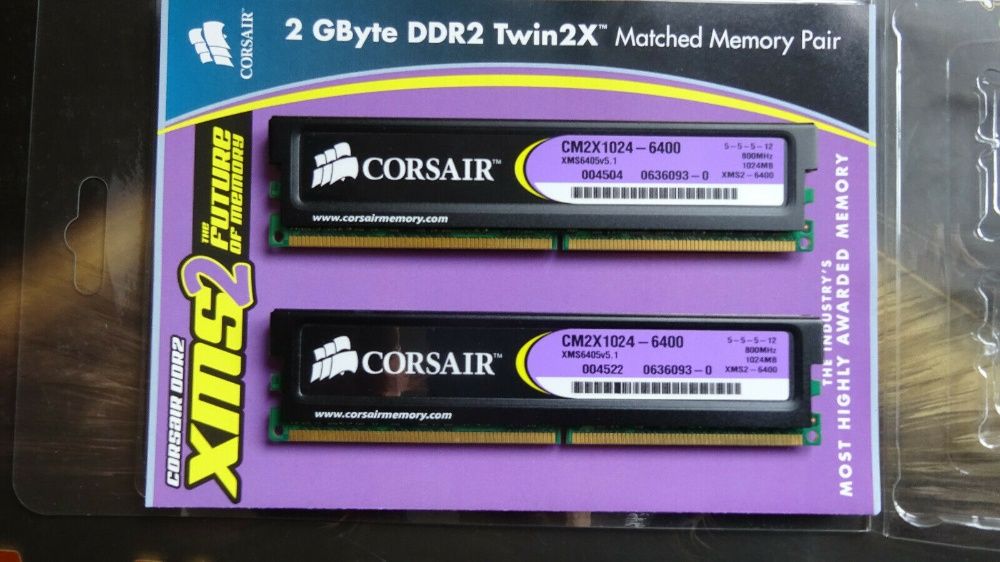 CORSAIR
2 GByte DDR2 Twin2X™ Matched Memory Pair
CORSAIR DDR2
XMS2
THE FUTURE
OF MEMORY
CORSAIR™
www.corsairmemory.com
CM2X1024-6400
XMS6405v5.1
004504 0636093-0
5-5-5-12
800MHz
1024MB
XMS2-6400
CORSAIR™
www.corsairmemory.com
CM2X1024-6400
XMS6405v5.1
004522 0636093-0
5-5-5-12
800MHz
1024MB
XMS2-6400
THE INDUSTRY'S
MOST HIGHLY AWARDED MEMORY